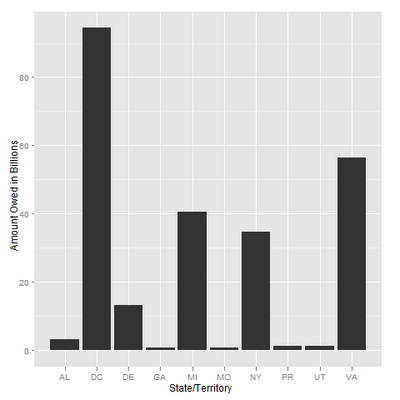 Amount Owed in Billions
80
60
40
20
0
AL DC DE GA MI MO NY PR UT VA
State/Territory